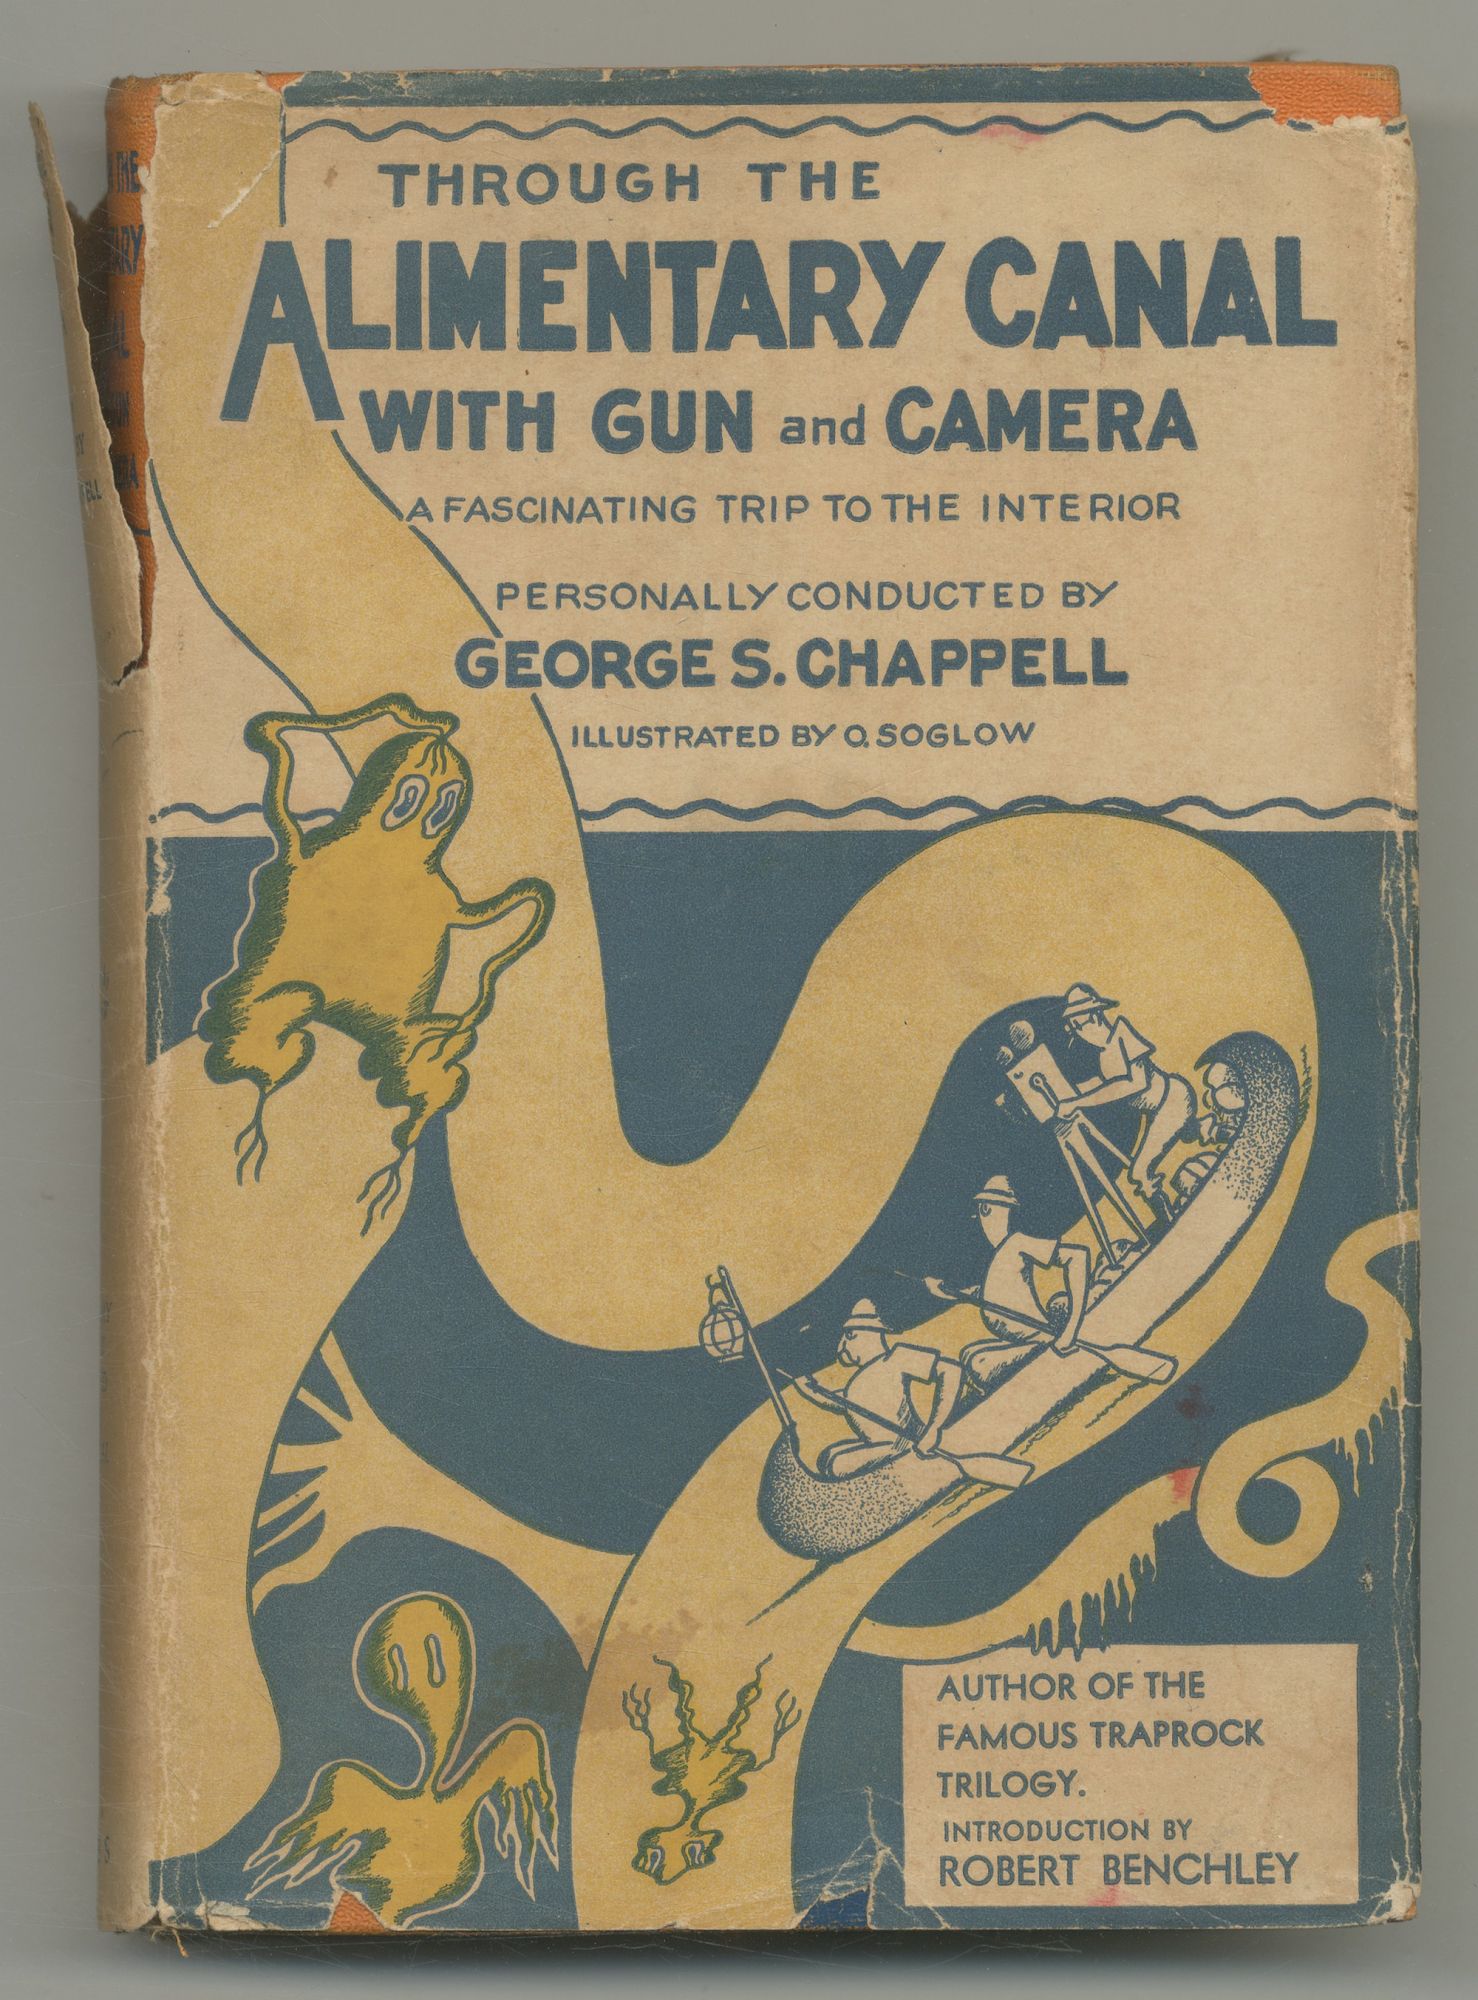 THROUGH THE
ALIMENTARY CANAL
WITH GUN and CAMERA
A FASCINATING TRIP TO THE INTERIOR
PERSONALLY CONDUCTED BY
GEORGE S. CHAPPELL
ILLUSTRATED BY O. SOGLOW
AUTHOR OF THE
FAMOUS TRAPROCK
TRILOGY.
INTRODUCTION BY
ROBERT BENCHLEY
THE